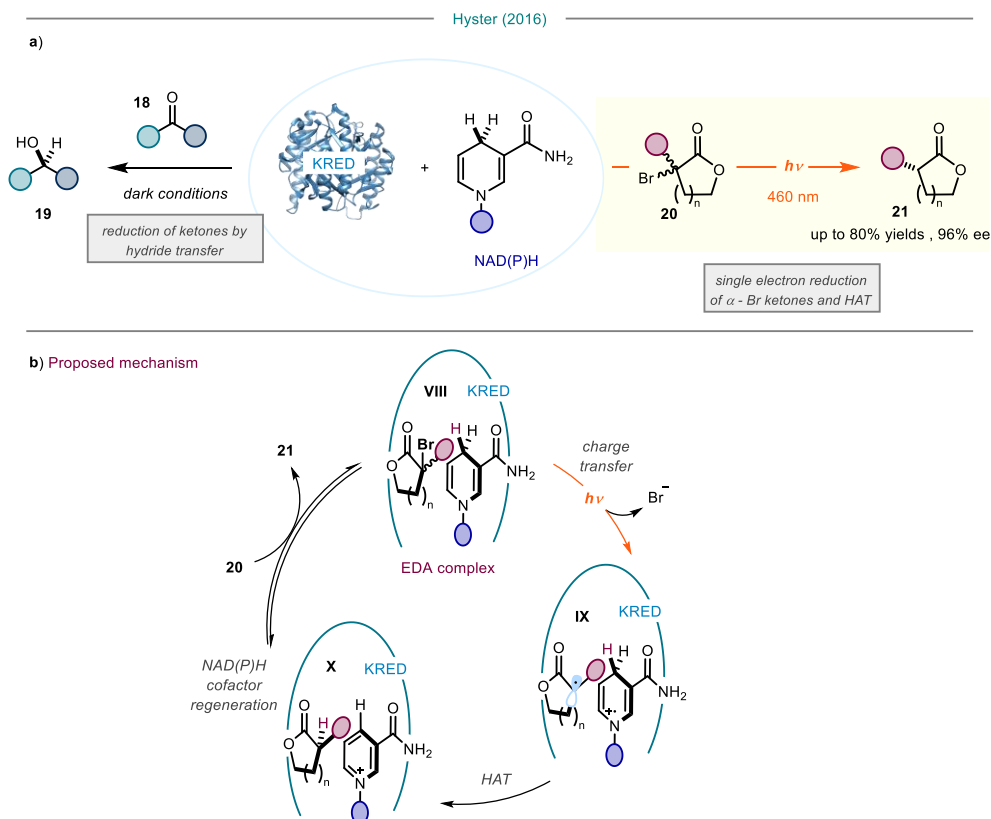 Hyster (2016)
a)
18
O
HO
H
19
dark conditions
reduction of ketones by
hydride transfer
KRED
+
H
H
O
NH2
N
NAD(P)H
O
O
Br
( )n
20
hν
460 nm
O
O
( )n
21
up to 80% yields , 96% ee
single electron reduction
of α - Br ketones and HAT
b) Proposed mechanism
VIII
KRED
O
Br
H
H
O
O
( )n
NH2
N
EDA complex
charge
transfer
hν
Br−
21
20
IX
KRED
O
H
H
O
O
( )n
NH2
N
+·
HAT
NAD(P)H
cofactor
regeneration
X
KRED
O
H
H
O
O
( )n
NH2
+
N